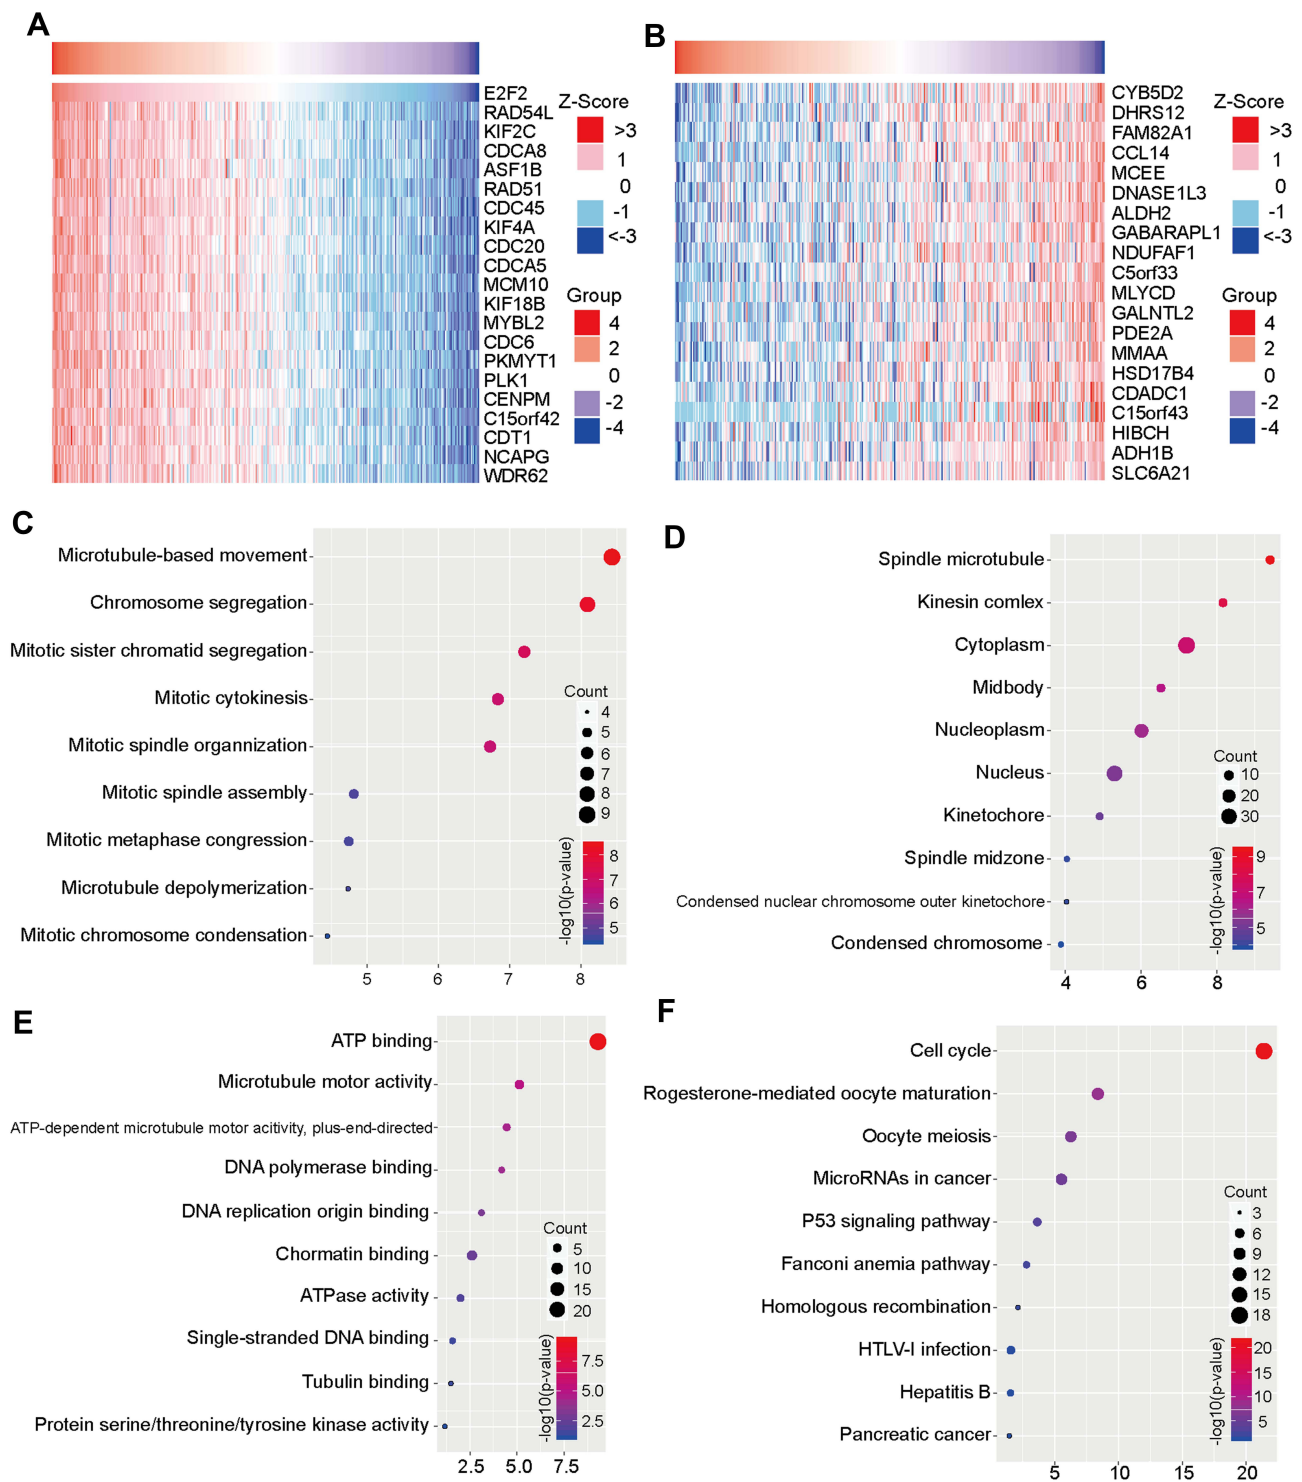 A
E2F2
RAD54L
KIF2C
CDCA8
ASF1B
RAD51
CDC45
KIF4A
CDC20
CDCA5
MCM10
KIF18B
MYBL2
CDC6
PKMYT1
PLK1
CENPM
C15orf42
CDT1
NCAPG
WDR62
Z-Score
>3
1
0
-1
<-3
Group
4
2
0
-2
-4
B
CYB5D2
DHRS12
FAM82A1
CCL14
MCEE
DNASE1L3
ALDH2
GABARAPL1
NDUFAF1
C5orf33
MLYCD
GALNTL2
PDE2A
MMAA
HSD17B4
CDADC1
C15orf43
HIBCH
ADH1B
SLC6A21
Z-Score
>3
1
0
-1
<-3
Group
4
2
0
-2
-4
C
Microtubule-based movement
Chromosome segregation
Mitotic sister chromatid segregation
Mitotic cytokinesis
Mitotic spindle organnization
Mitotic spindle assembly
Mitotic metaphase congression
Microtubule depolymerization
Mitotic chromosome condensation
5 6 7 8
Count
4
5
6
7
8
9
-log10(p-value)
8
7
6
5
D
Spindle microtubule
Kinesin comlex
Cytoplasm
Midbody
Nucleoplasm
Nucleus
Kinetochore
Spindle midzone
Condensed nuclear chromosome outer kinetochore
Condensed chromosome
4 6 8
Count
10
20
30
-log10(p-value)
9
7
5
E
ATP binding
Microtubule motor activity
ATP-dependent microtubule motor acitivity, plus-end-directed
DNA polymerase binding
DNA replication origin binding
Chormatin binding
ATPase activity
Single-stranded DNA binding
Tubulin binding
Protein serine/threonine/tyrosine kinase activity
2.5 5.0 7.5
Count
5
10
15
20
-log10(p-value)
7.5
5.0
2.5
F
Cell cycle
Rogesterone-mediated oocyte maturation
Oocyte meiosis
MicroRNAs in cancer
P53 signaling pathway
Fanconi anemia pathway
Homologous recombination
HTLV-I infection
Hepatitis B
Pancreatic cancer
5 10 15 20
Count
3
6
9
12
15
18
-log10(p-value)
20
15
10
5